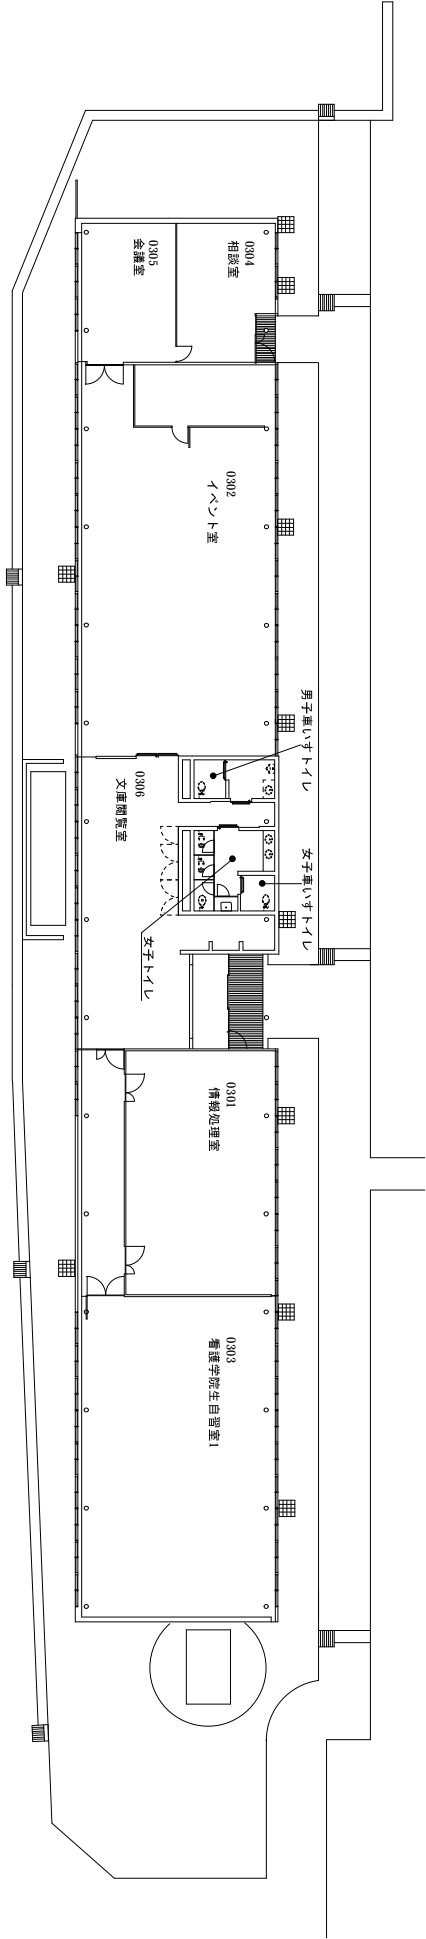 0304
相談室
0305
会議室
0302
イベント室
男子車いすトイレ
0306
文庫閲覧室
女子車いすトイレ
女子トイレ
0301
情報処理室
0303
看護学院生自習室1